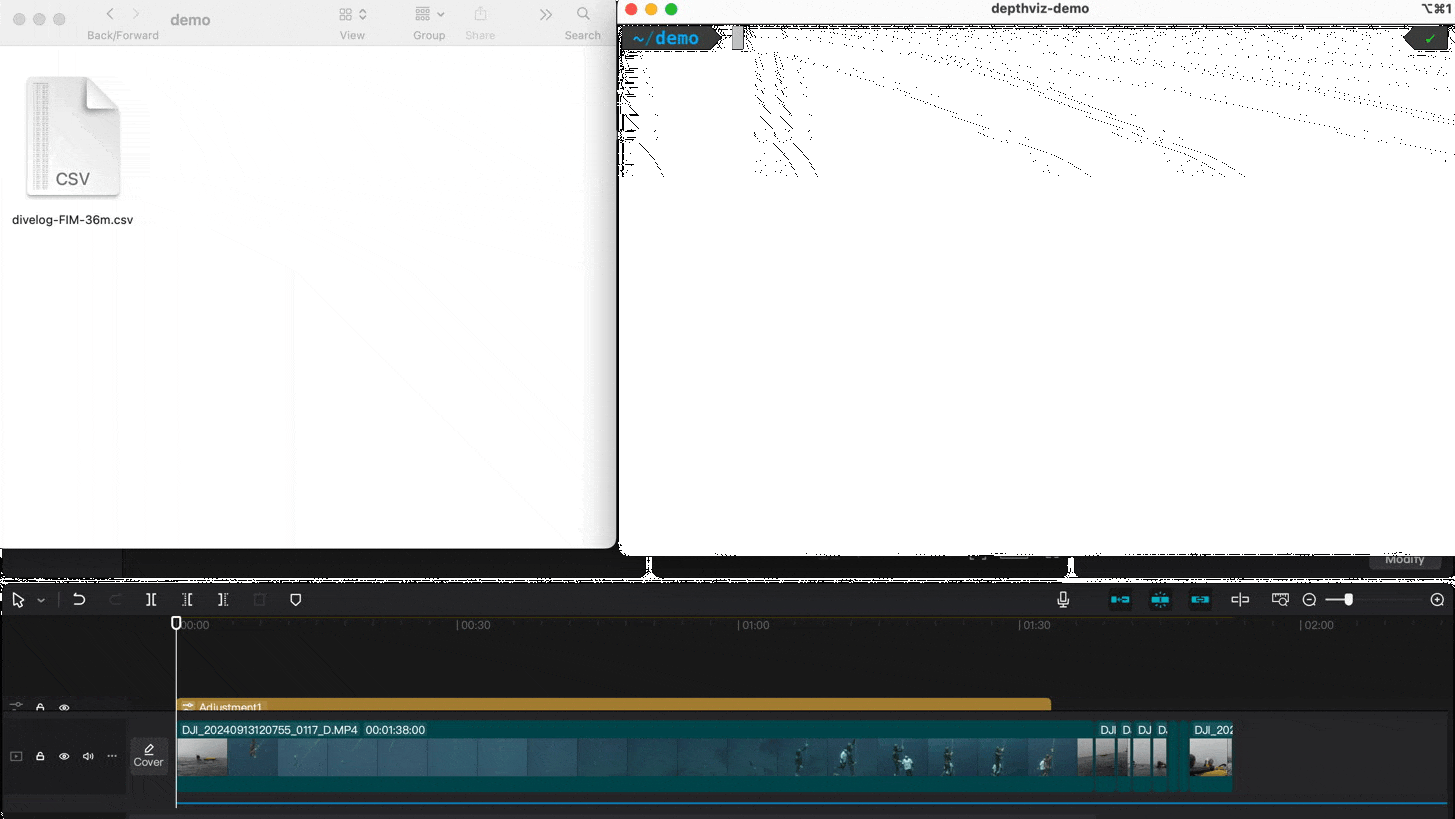 demo
Back/Forward
View
Group
Share
Search
CSV
divelog-FIM-36m.csv
depthviz-demo
⌥⌘1
~/demo
✓
Modify
00:00
00:30
01:00
01:30
02:00
Adjustment1
DJI_20240913120755_0117_D.MP4 00:01:38:00
DJI
D
DJ
D
DJI_202
Cover